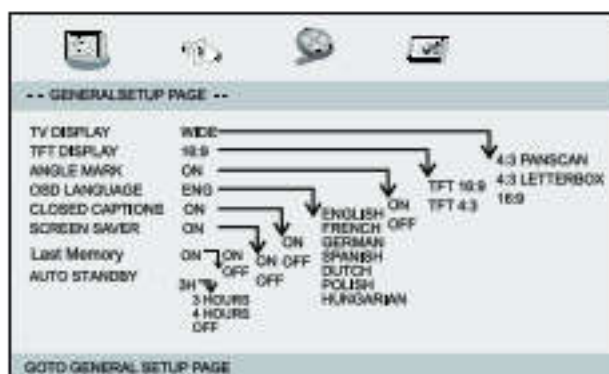 -- GENERALSETUP PAGE --
TV DISPLAY WIDE
TFT DISPLAY 16:9
ANGLE MARK ON
OSD LANGUAGE ENG
CLOSED CAPTIONS ON
SCREEN SAVER ON
Last Memory ON
AUTO STANDBY 3H
4:3 PANSCAN
4:3 LETTERBOX
16:9
TFT 16:9
TFT 4:3
ON
OFF
ENGLISH
FRENCH
GERMAN
SPANISH
DUTCH
POLISH
HUNGARIAN
ON
OFF
ON
OFF
ON
OFF
3 HOURS
4 HOURS
OFF
GOTO GENERAL SETUP PAGE